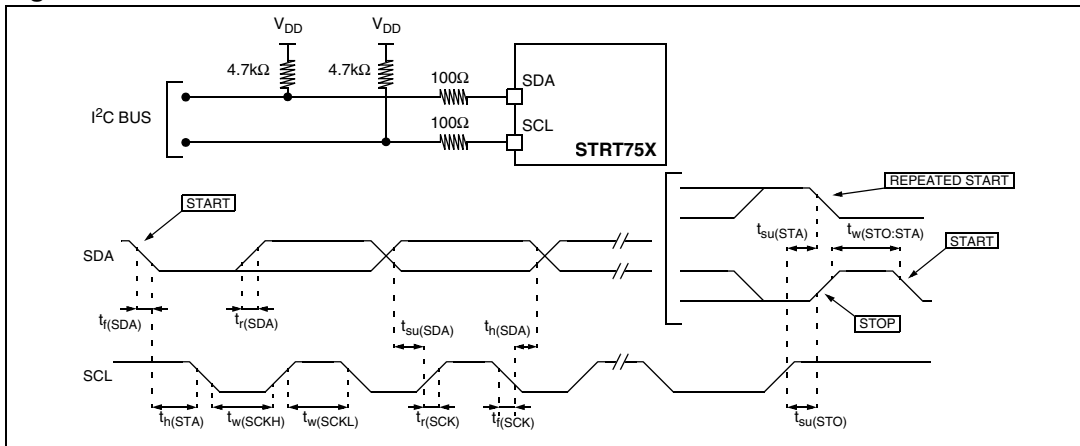 V_DD V_DD
4.7kΩ 4.7kΩ
100Ω
SDA
I²C BUS
100Ω
SCL
STRT75X
REPEATED START
START
t_su(STA) t_w(STO:STA)
START
SDA
t_f(SDA) t_r(SDA) t_su(SDA) t_h(SDA)
STOP
SCL
t_h(STA) t_w(SCKH) t_w(SCKL) t_r(SCK) t_f(SCK) t_su(STO)